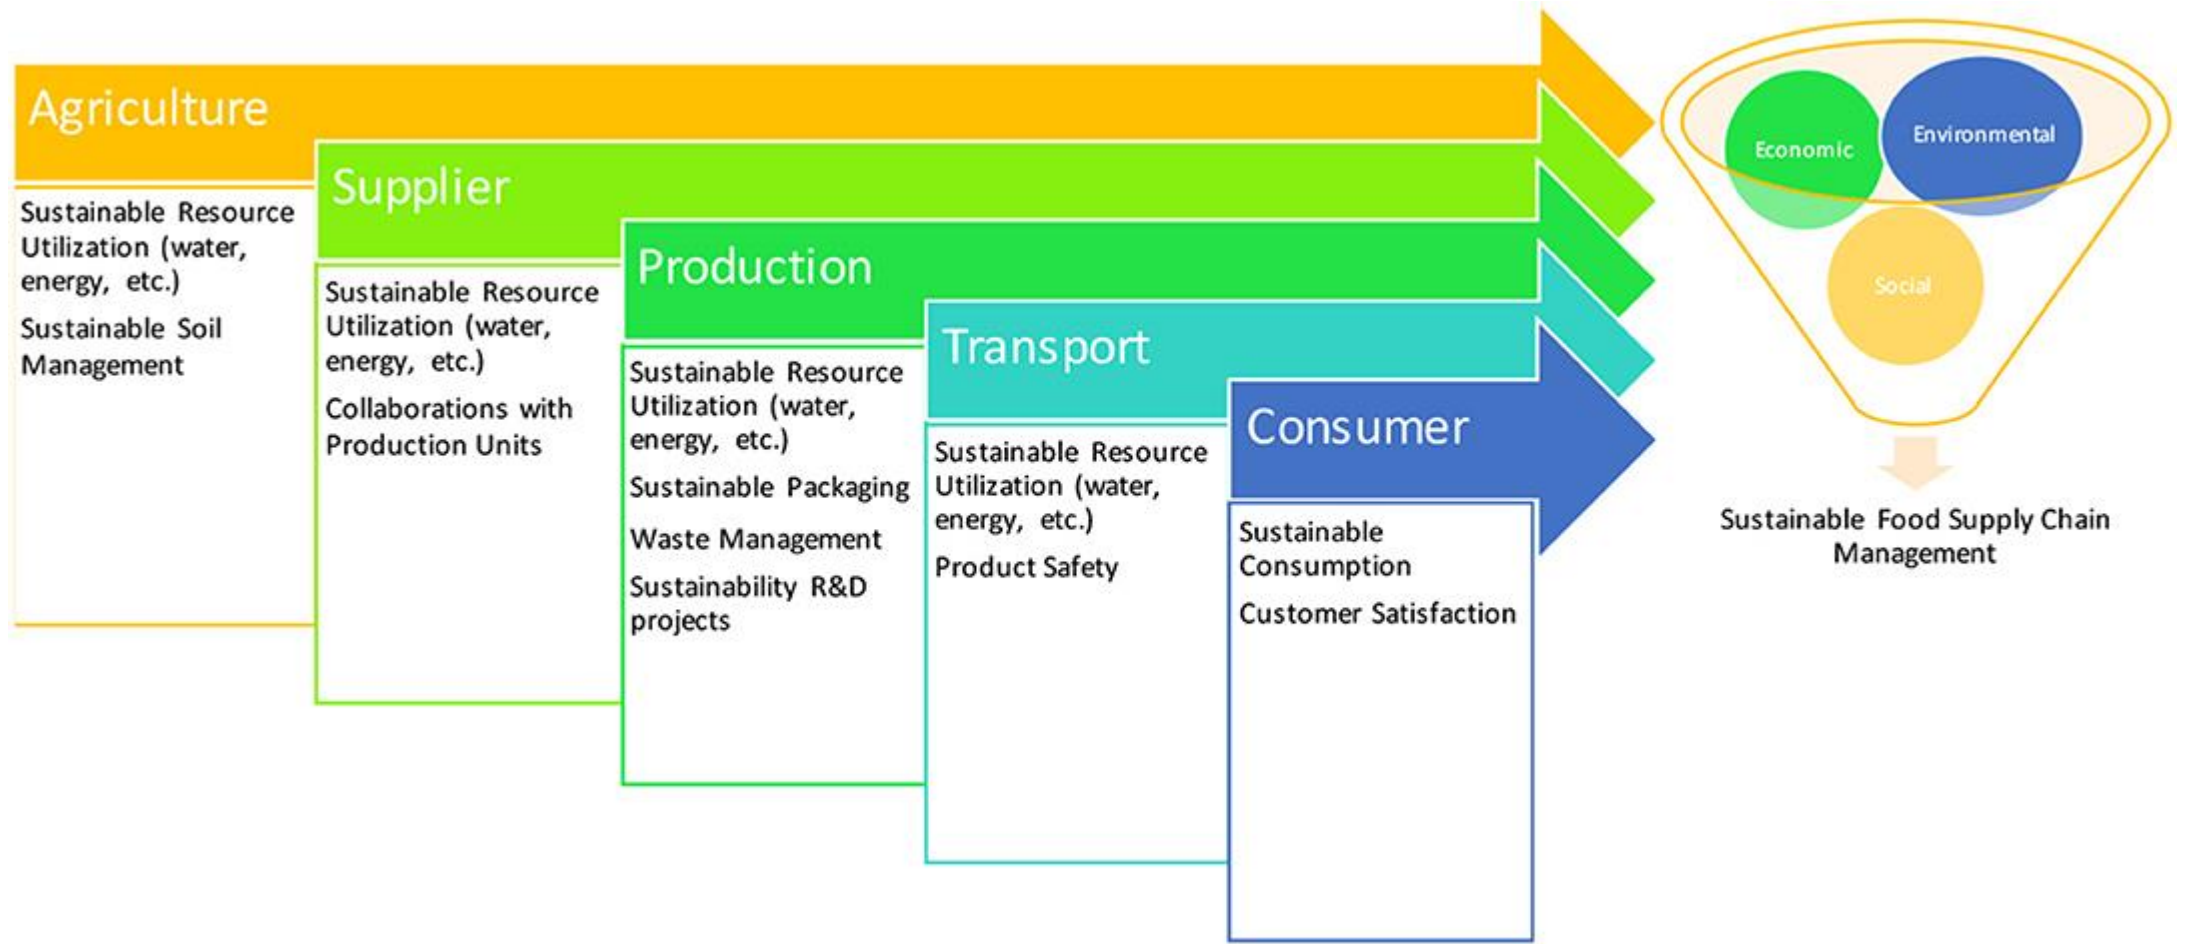 Agriculture
Sustainable Resource
Utilization (water,
energy, etc.)
Sustainable Soil
Management
Supplier
Sustainable Resource
Utilization (water,
energy, etc.)
Collaborations with
Production Units
Production
Sustainable Resource
Utilization (water,
energy, etc.)
Sustainable Packaging
Waste Management
Sustainability R&D
projects
Transport
Sustainable Resource
Utilization (water,
energy, etc.)
Product Safety
Consumer
Sustainable
Consumption
Customer Satisfaction
Economic
Environmental
Social
Sustainable Food Supply Chain
Management